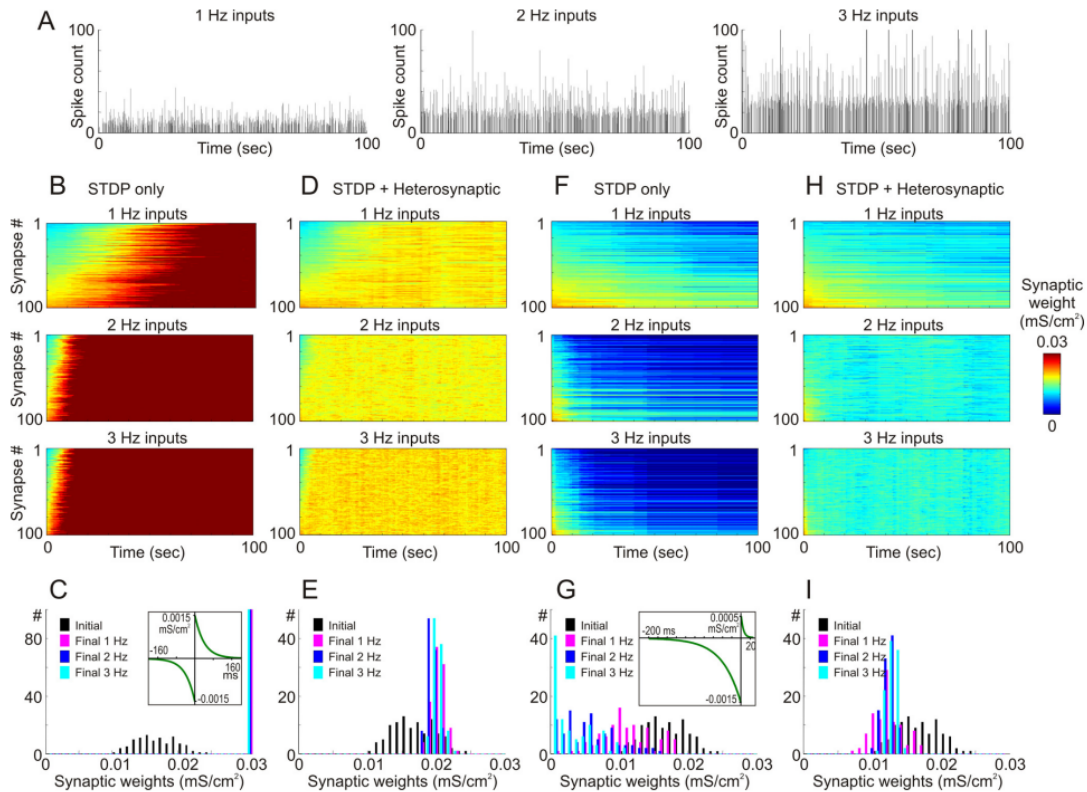 A
1 Hz inputs
2 Hz inputs
3 Hz inputs
100
Spike count
0
0
Time (sec)
100
100
Spike count
0
0
Time (sec)
100
100
Spike count
0
0
Time (sec)
100
B STDP only
1 Hz inputs
1
Synapse #
100
2 Hz inputs
1
100
3 Hz inputs
1
Synapse #
100
0
Time (sec)
100
D STDP + Heterosynaptic
1 Hz inputs
2 Hz inputs
3 Hz inputs
0
Time (sec)
100
F STDP only
1 Hz inputs
2 Hz inputs
3 Hz inputs
0
Time (sec)
100
H STDP + Heterosynaptic
1 Hz inputs
2 Hz inputs
3 Hz inputs
0
Time (sec)
100
Synaptic
weight
(mS/cm²)
0.03
0
C
#
80
40
0
Initial
Final 1 Hz
Final 2 Hz
Final 3 Hz
0.0015
mS/cm²
-160
160
ms
-0.0015
0 0.01 0.02 0.03
Synaptic weights (mS/cm²)
E
#
40
20
0
Initial
Final 1 Hz
Final 2 Hz
Final 3 Hz
0 0.01 0.02 0.03
Synaptic weights (mS/cm²)
G
#
40
20
0
Initial
Final 1 Hz
Final 2 Hz
Final 3 Hz
0.0005
mS/cm²
-200 ms
20
-0.0015
0 0.01 0.02 0.03
Synaptic weights (mS/cm²)
I
#
40
20
0
Initial
Final 1 Hz
Final 2 Hz
Final 3 Hz
0 0.01 0.02 0.03
Synaptic weights (mS/cm²)